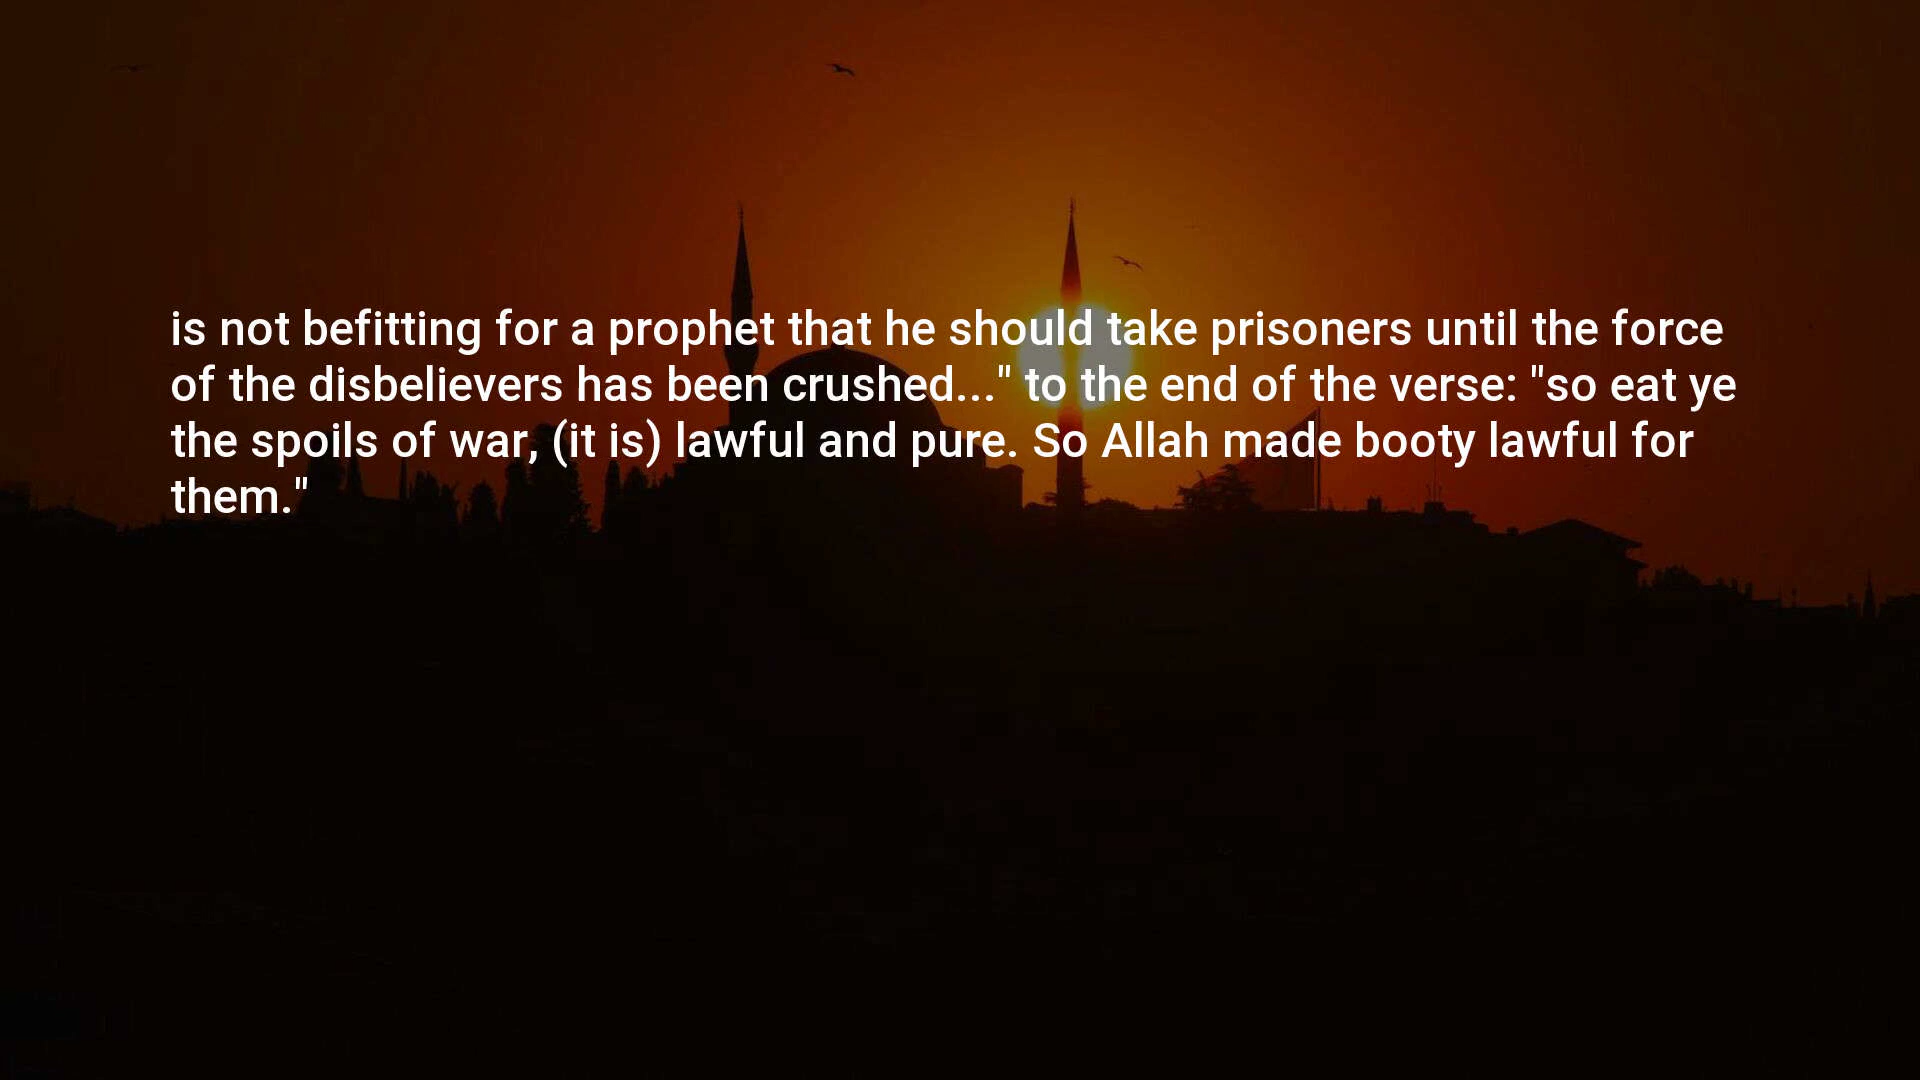 is not befitting for a prophet that he should take prisoners until the force
of the disbelievers has been crushed..." to the end of the verse: "so eat ye
the spoils of war, (it is) lawful and pure. So Allah made booty lawful for
them."